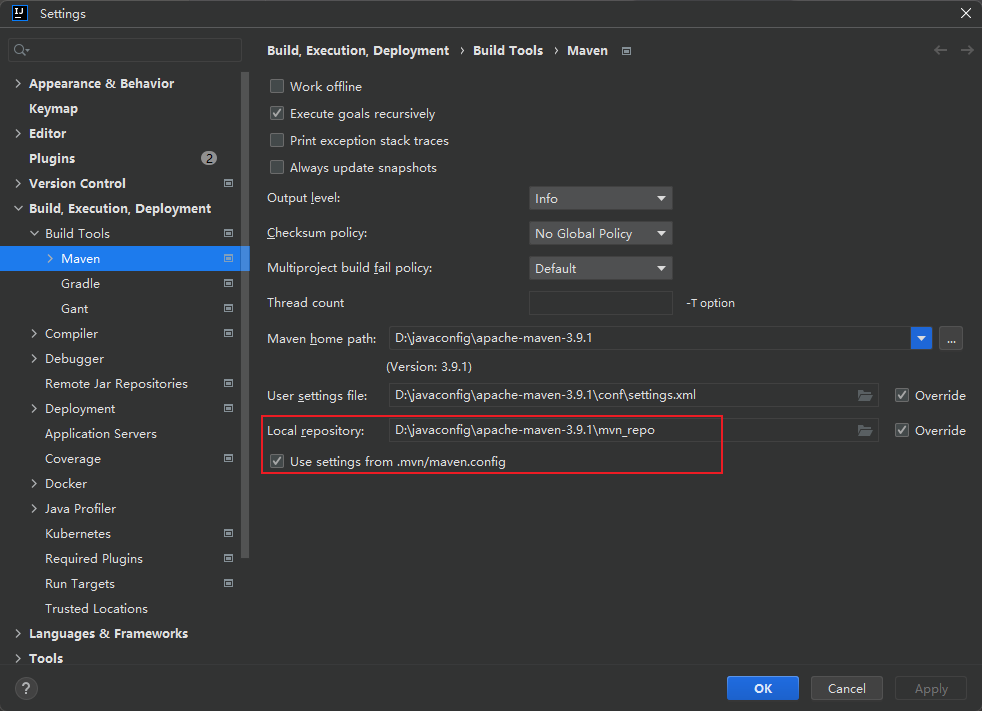 IJ Settings
Build, Execution, Deployment › Build Tools › Maven
Appearance & Behavior
Keymap
Editor
Plugins 2
Version Control
Build, Execution, Deployment
Build Tools
Maven
Gradle
Gant
Compiler
Debugger
Remote Jar Repositories
Deployment
Application Servers
Coverage
Docker
Java Profiler
Kubernetes
Required Plugins
Run Targets
Trusted Locations
Languages & Frameworks
Tools
Work offline
Execute goals recursively
Print exception stack traces
Always update snapshots
Output level: Info
Checksum policy: No Global Policy
Multiproject build fail policy: Default
Thread count -T option
Maven home path: D:\javaconfig\apache-maven-3.9.1 ...
(Version: 3.9.1)
User settings file: D:\javaconfig\apache-maven-3.9.1\conf\settings.xml Override
Local repository: D:\javaconfig\apache-maven-3.9.1\mvn_repo Override
Use settings from .mvn/maven.config
? OK Cancel Apply